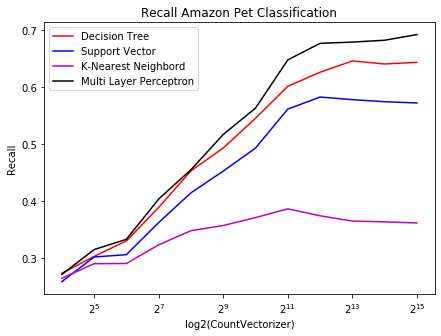 Recall Amazon Pet Classification
Decision Tree
Support Vector
K-Nearest Neighbord
Multi Layer Perceptron
Recall
0.7
0.6
0.5
0.4
0.3
2^5 2^7 2^9 2^11 2^13 2^15
log2(CountVectorizer)